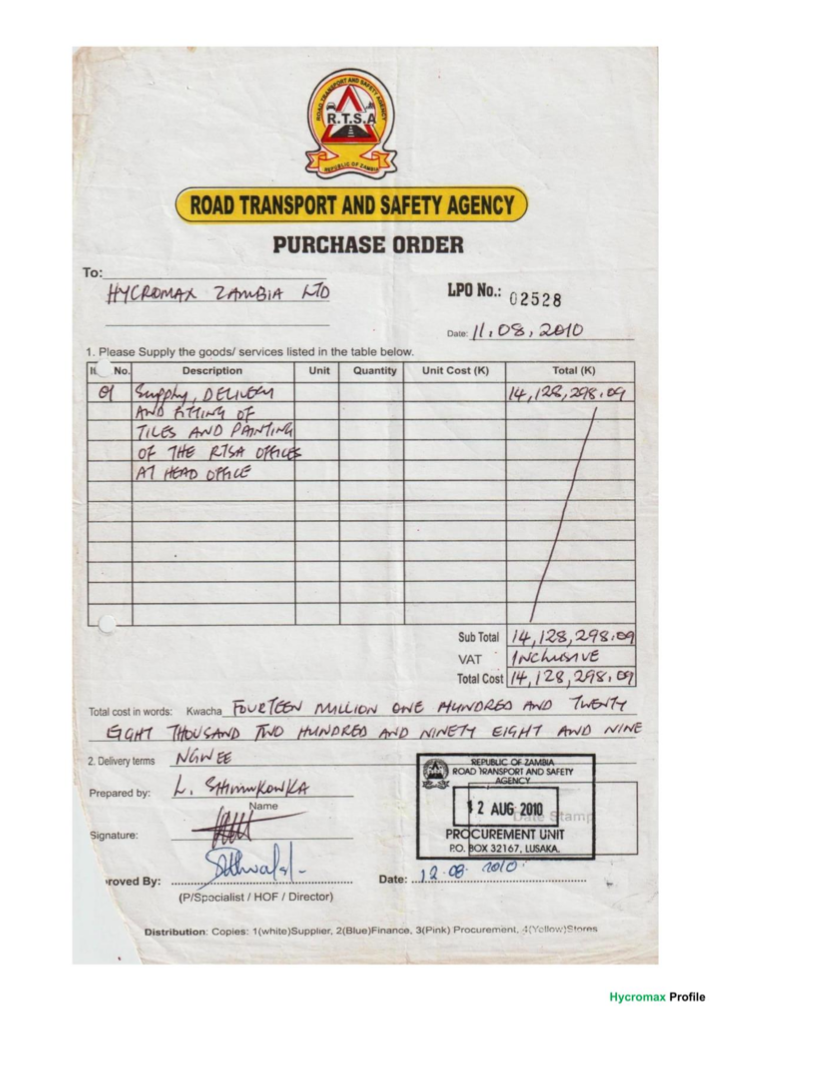 ROAD TRANSPORT AND SAFETY AGENCY
R.T.S.A
REPUBLIC OF ZAMBIA
ROAD TRANSPORT AND SAFETY AGENCY
PURCHASE ORDER
To:
HYCROMAX ZAMBIA LTD
LPO No.: 02528
Date: 11,08,2010
1. Please Supply the goods/ services listed in the table below.
No. Description Unit Quantity Unit Cost (K) Total (K)
01 Supply, DELIVERY 14,128,298.09
AND FITTING OF
TILES AND PAINTING
OF THE RTSA OFFICES
AT HEAD OFFICE
Sub Total 14,128,298.09
VAT INCLUSIVE
Total Cost 14,128,298.09
Total cost in words: Kwacha FOURTEEN MILLION ONE HUNDRED AND TWENTY
EIGHT THOUSAND TWO HUNDRED AND NINETY EIGHT AND NINE
2. Delivery terms NGWEE
REPUBLIC OF ZAMBIA
ROAD TRANSPORT AND SAFETY
AGENCY
Prepared by: L.
Name
12 AUG 2010
Date Stamp
Signature:
PROCUREMENT UNIT
P.O. BOX 32167, LUSAKA.
roved By: Date: 12.08.2010
(P/Specialist / HOF / Director)
Distribution: Copies: 1(white)Supplier, 2(Blue)Finance, 3(Pink) Procurement, 4(Yellow)Stores
Hycromax Profile